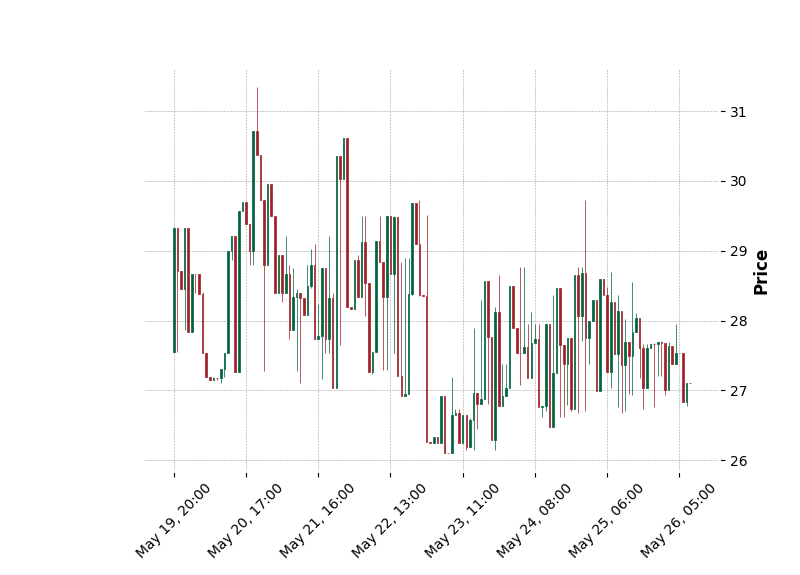 31
30
29
28
27
26
Price
May 19, 20:00
May 20, 17:00
May 21, 16:00
May 22, 13:00
May 23, 11:00
May 24, 08:00
May 25, 06:00
May 26, 05:00